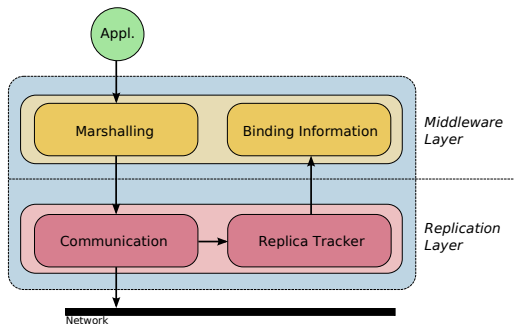 Appl.
Marshalling
Binding Information
Middleware
Layer
Communication
Replica Tracker
Replication
Layer
Network